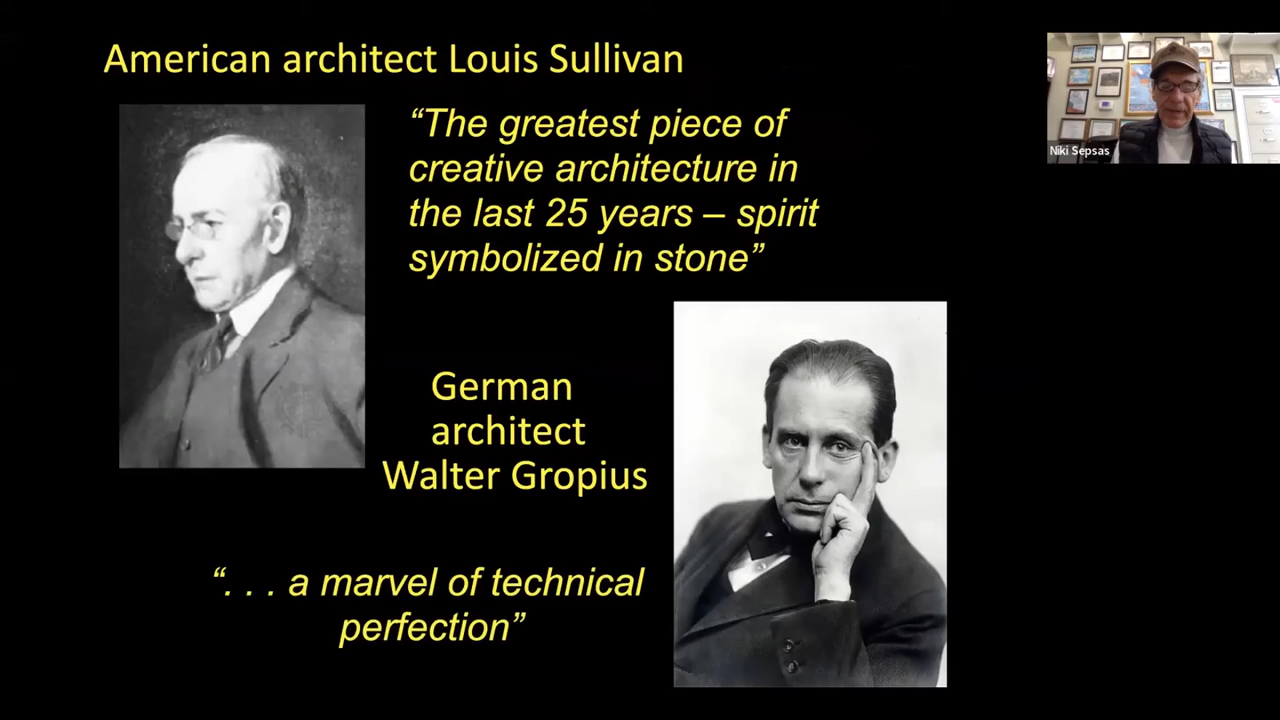 American architect Louis Sullivan
“The greatest piece of
creative architecture in
the last 25 years – spirit
symbolized in stone”
German
architect
Walter Gropius
“. . . a marvel of technical
perfection”
Niki Sepsas